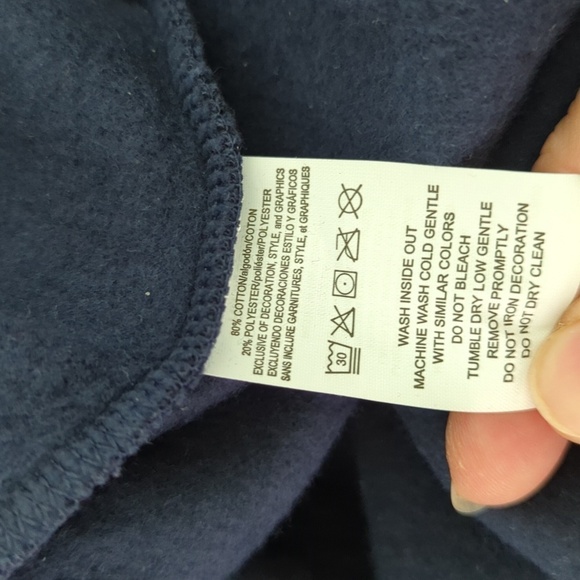 80% COTTON/algodón/COTON
20% POLYESTER/poliéster/POLYESTER
EXCLUSIVE OF DECORATION, STYLE, and GRAPHICS
EXCLUYENDO DECORACIONES ESTILO Y GRÁFICOS
SANS INCLURE GARNITURES, STYLE, et GRAPHIQUES
30
WASH INSIDE OUT
MACHINE WASH COLD GENTLE
WITH SIMILAR COLORS
DO NOT BLEACH
TUMBLE DRY LOW GENTLE
REMOVE PROMPTLY
DO NOT IRON DECORATION
DO NOT DRY CLEAN